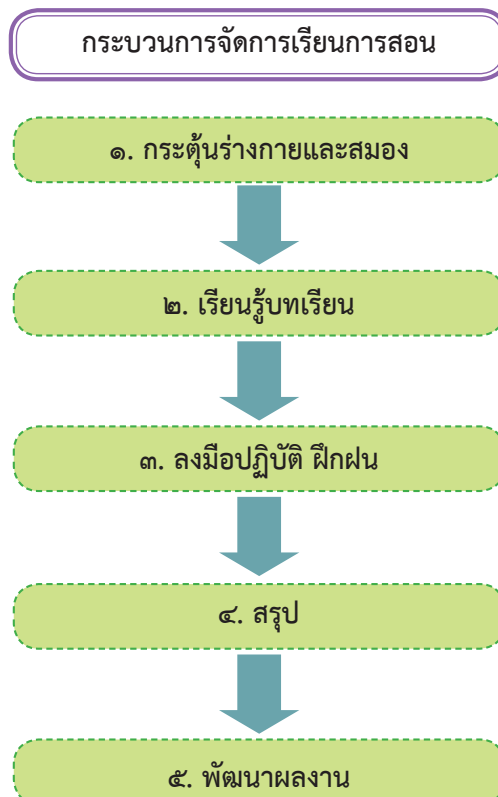 กระบวนการจัดการเรียนการสอน
๑. กระตุ้นร่างกายและสมอง
๒. เรียนรู้บทเรียน
๓. ลงมือปฏิบัติ ฝึกฝน
๔. สรุป
๕. พัฒนาผลงาน